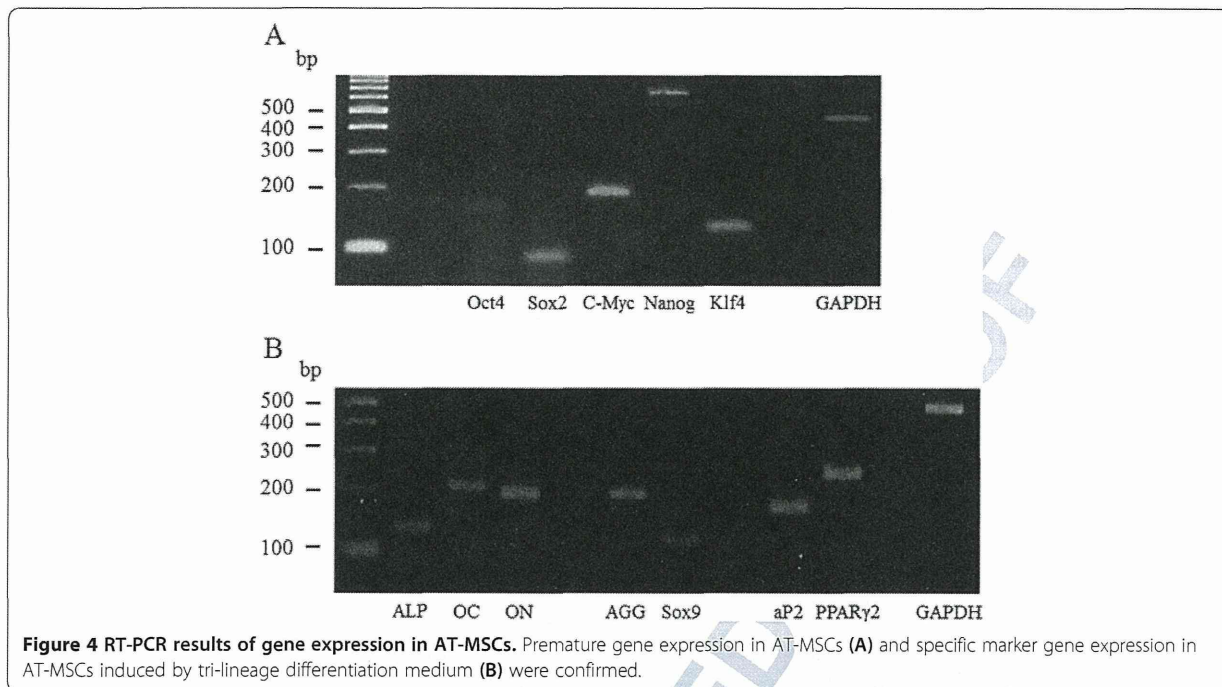 A
bp
500
400
300
200
100
Oct4 Sox2 C-Myc Nanog Klf4 GAPDH
B
bp
500
400
300
200
100
ALP OC ON AGG Sox9 aP2 PPARγ2 GAPDH
Figure 4 RT-PCR results of gene expression in AT-MSCs. Premature gene expression in AT-MSCs (A) and specific marker gene expression in
AT-MSCs induced by tri-lineage differentiation medium (B) were confirmed.